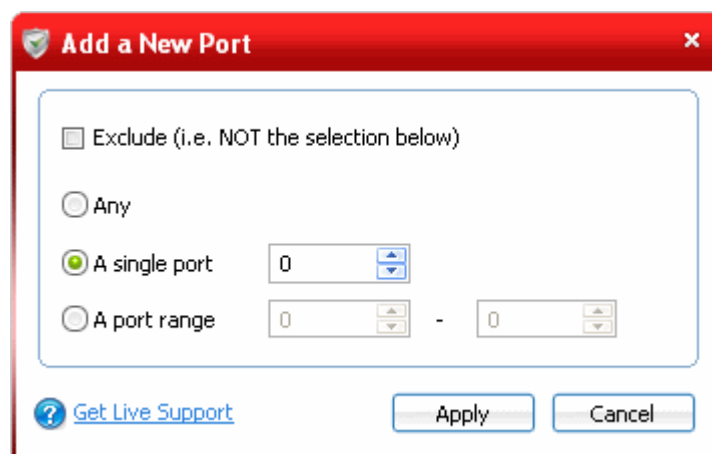 Add a New Port
Exclude (i.e. NOT the selection below)
Any
A single port 0
A port range 0 - 0
Get Live Support Apply Cancel